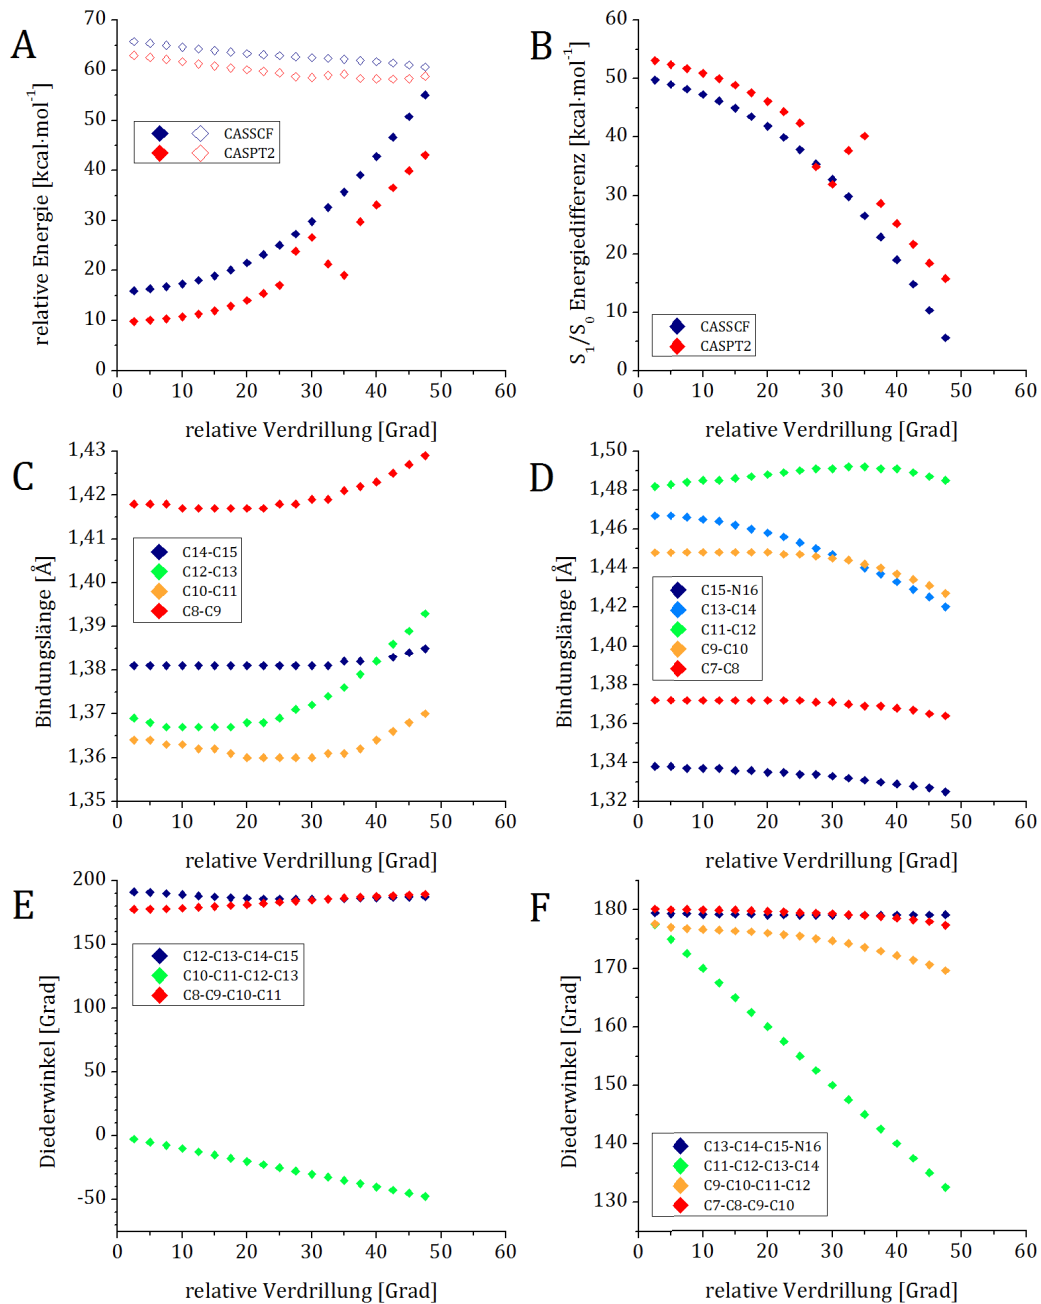 A
70
60
50
40
30
20
10
0
relative Energie [kcal·mol⁻¹]
CASSCF
CASPT2
0 10 20 30 40 50 60
relative Verdrillung [Grad]
B
60
50
40
30
20
10
0
S₁/S₀ Energiedifferenz [kcal·mol⁻¹]
CASSCF
CASPT2
0 10 20 30 40 50 60
relative Verdrillung [Grad]
C
1,43
1,42
1,41
1,40
1,39
1,38
1,37
1,36
1,35
Bindungslänge [Å]
C14-C15
C12-C13
C10-C11
C8-C9
0 10 20 30 40 50 60
relative Verdrillung [Grad]
D
1,50
1,48
1,46
1,44
1,42
1,40
1,38
1,36
1,34
1,32
Bindungslänge [Å]
C15-N16
C13-C14
C11-C12
C9-C10
C7-C8
0 10 20 30 40 50 60
relative Verdrillung [Grad]
E
200
150
100
50
0
-50
Diederwinkel [Grad]
C12-C13-C14-C15
C10-C11-C12-C13
C8-C9-C10-C11
0 10 20 30 40 50 60
relative Verdrillung [Grad]
F
180
170
160
150
140
130
Diederwinkel [Grad]
C13-C14-C15-N16
C11-C12-C13-C14
C9-C10-C11-C12
C7-C8-C9-C10
0 10 20 30 40 50 60
relative Verdrillung [Grad]